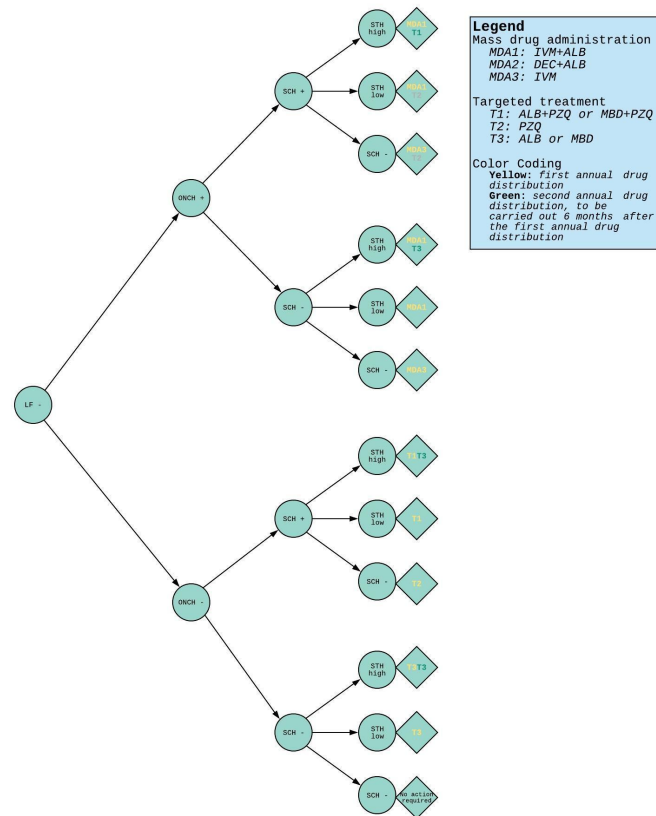 STH
high
MDA1
T1
SCH +
STH
low
MDA1
T2
SCH -
MDA3
T2
ONCH +
STH
high
MDA1
T3
SCH -
STH
low
MDA1
SCH -
MDA3
LF -
STH
high
T3
SCH +
STH
low
T1
SCH -
T2
ONCH -
STH
high
T3T3
SCH -
STH
low
T3
SCH -
No action
required
Legend
Mass drug administration
MDA1: IVM+ALB
MDA2: DEC+ALB
MDA3: IVM
Targeted treatment
T1: ALB+PZQ or MBD+PZQ
T2: PZQ
T3: ALB or MBD
Color Coding
Yellow: first annual drug
distribution
Green: second annual drug
distribution, to be
carried out 6 months after
the first annual drug
distribution